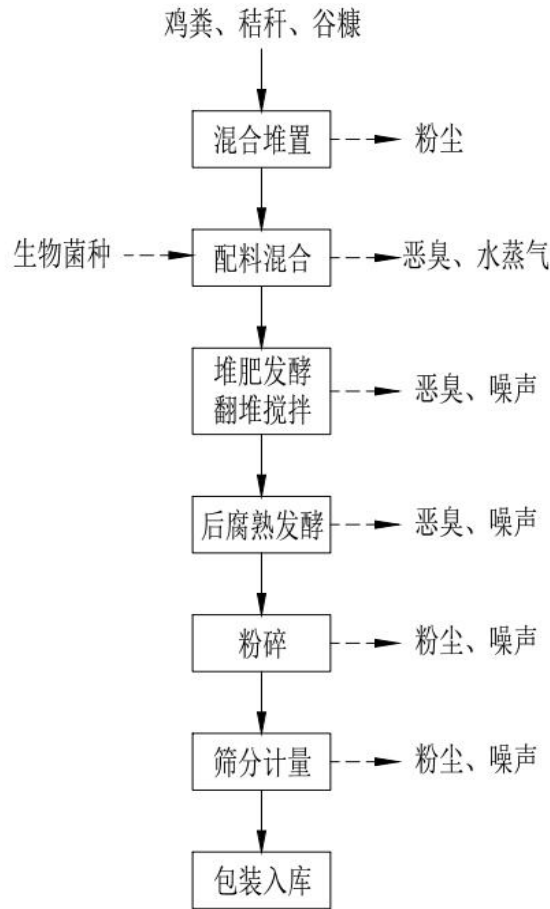 鸡粪、秸秆、谷糠
混合堆置
粉尘
生物菌种
配料混合
恶臭、水蒸气
堆肥发酵
翻堆搅拌
恶臭、噪声
后腐熟发酵
恶臭、噪声
粉碎
粉尘、噪声
筛分计量
粉尘、噪声
包装入库